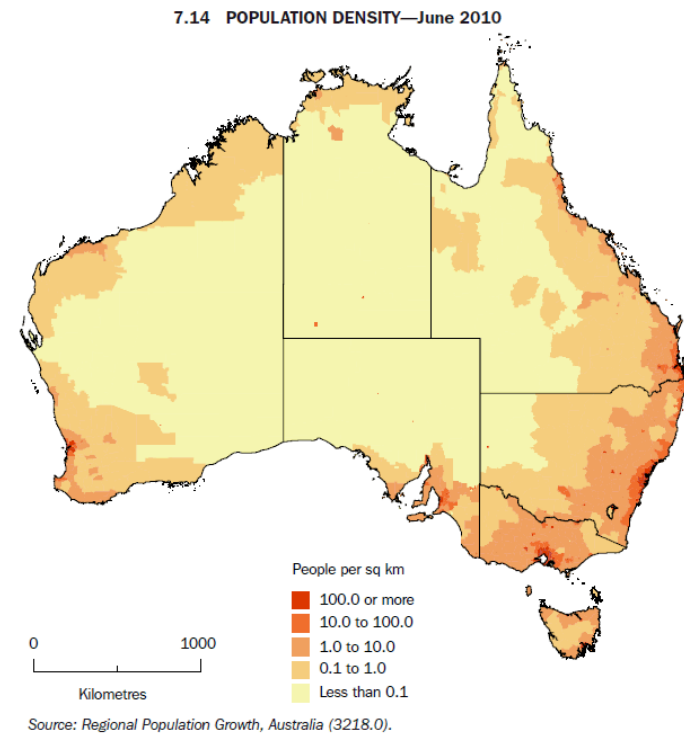 7.14 POPULATION DENSITY—June 2010
People per sq km
100.0 or more
10.0 to 100.0
1.0 to 10.0
0.1 to 1.0
Less than 0.1
0 1000
Kilometres
Source: Regional Population Growth, Australia (3218.0).